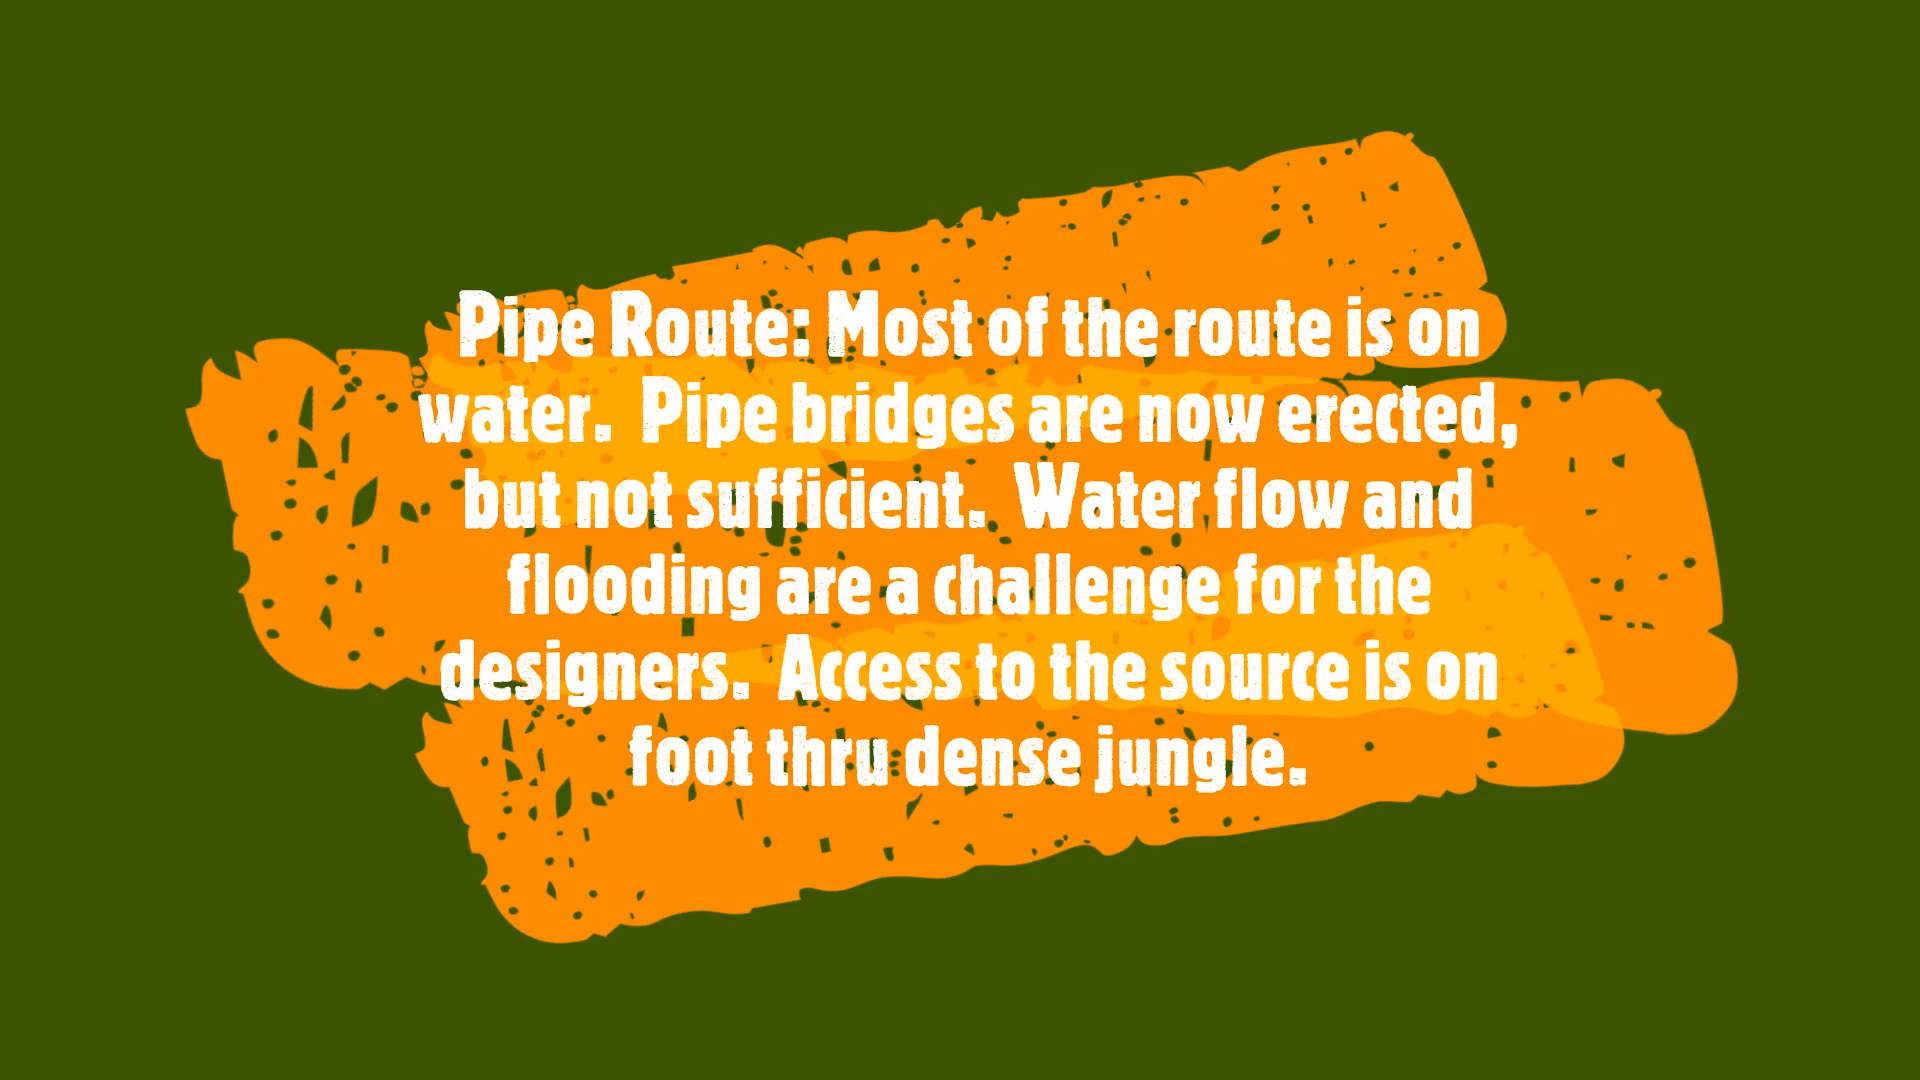 Pipe Route: Most of the route is on
water.  Pipe bridges are now erected,
but not sufficient.  Water flow and
flooding are a challenge for the
designers.  Access to the source is on
foot thru dense jungle.